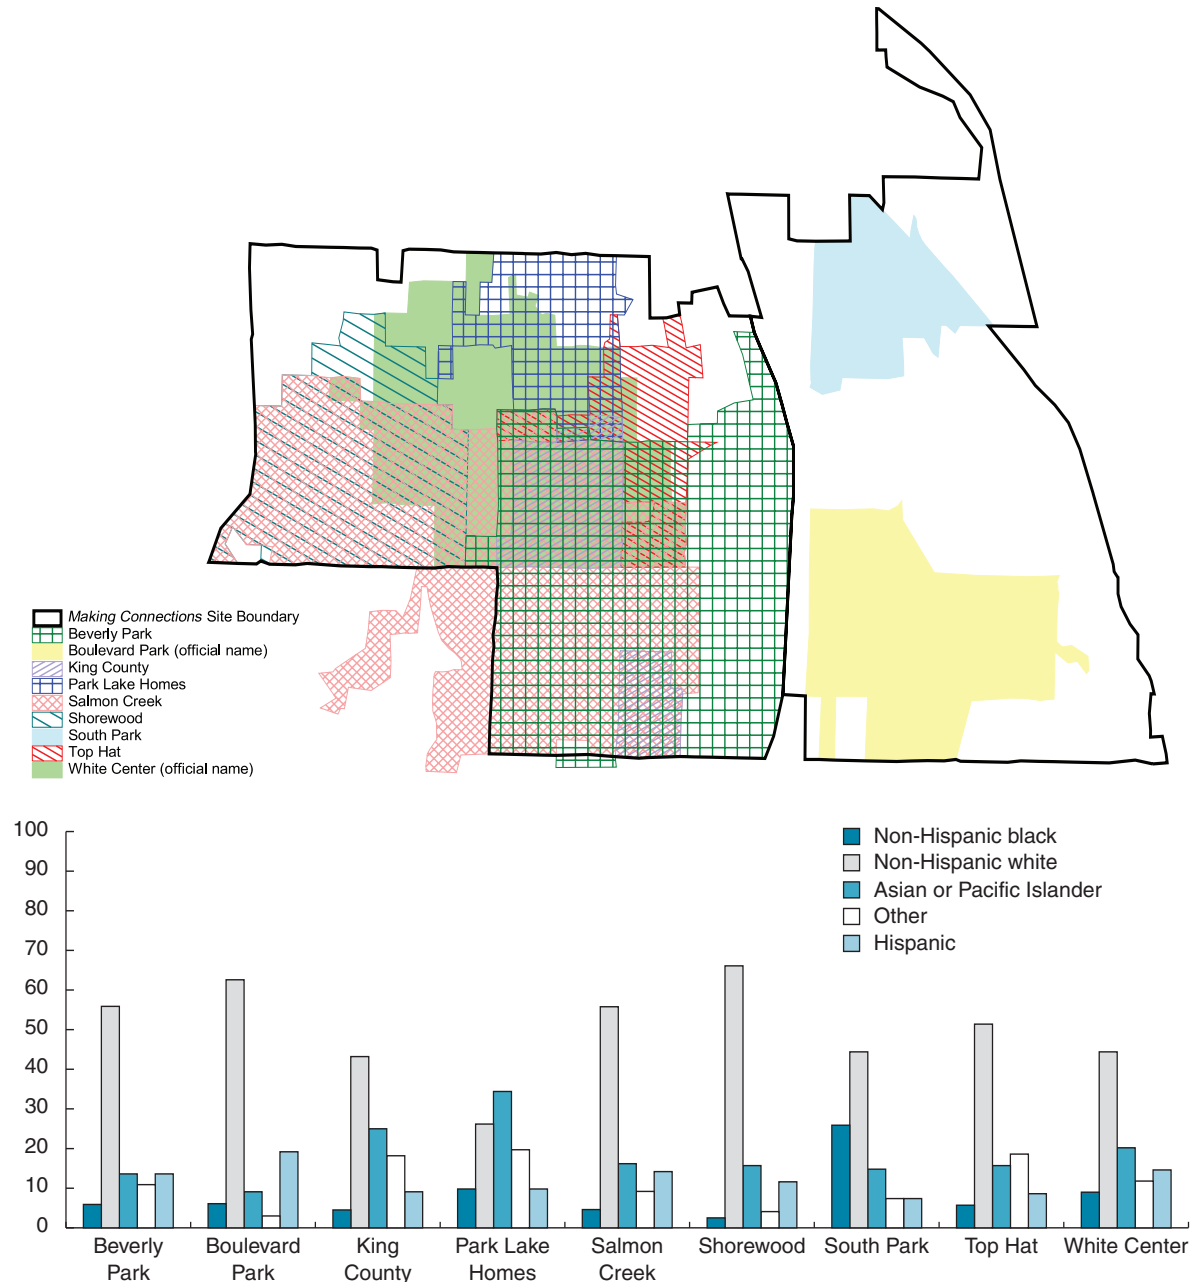 Making Connections Site Boundary
Beverly Park
Boulevard Park (official name)
King County
Park Lake Homes
Salmon Creek
Shorewood
South Park
Top Hat
White Center (official name)
100
90
80
70
60
50
40
30
20
10
0
Non-Hispanic black
Non-Hispanic white
Asian or Pacific Islander
Other
Hispanic
Beverly Park
Boulevard Park
King County
Park Lake Homes
Salmon Creek
Shorewood
South Park
Top Hat
White Center